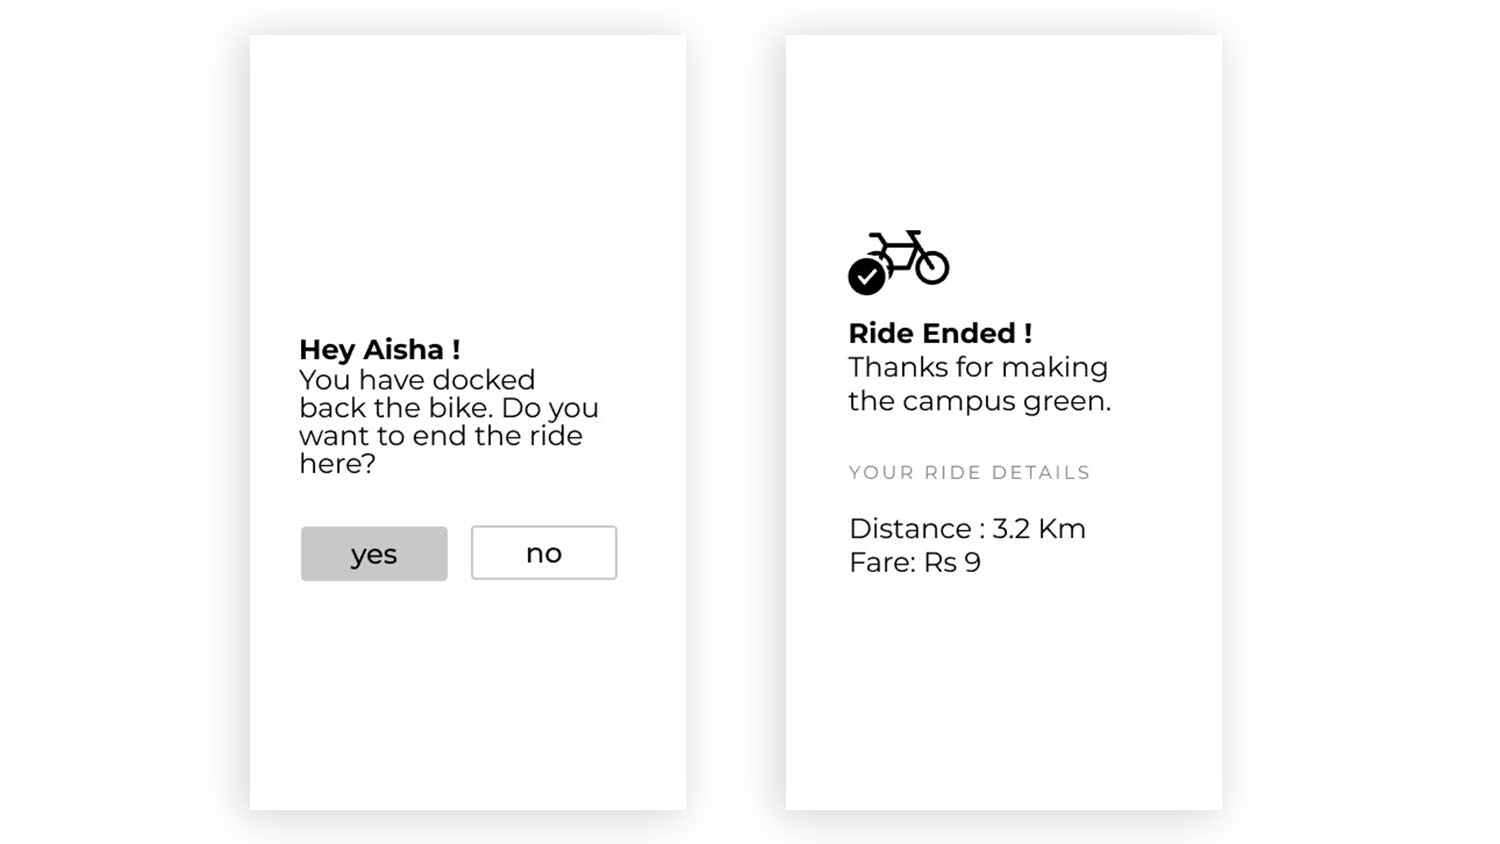 Hey Aisha !
You have docked
back the bike. Do you
want to end the ride
here?
yes
no
Ride Ended !
Thanks for making
the campus green.
YOUR RIDE DETAILS
Distance : 3.2 Km
Fare: Rs 9